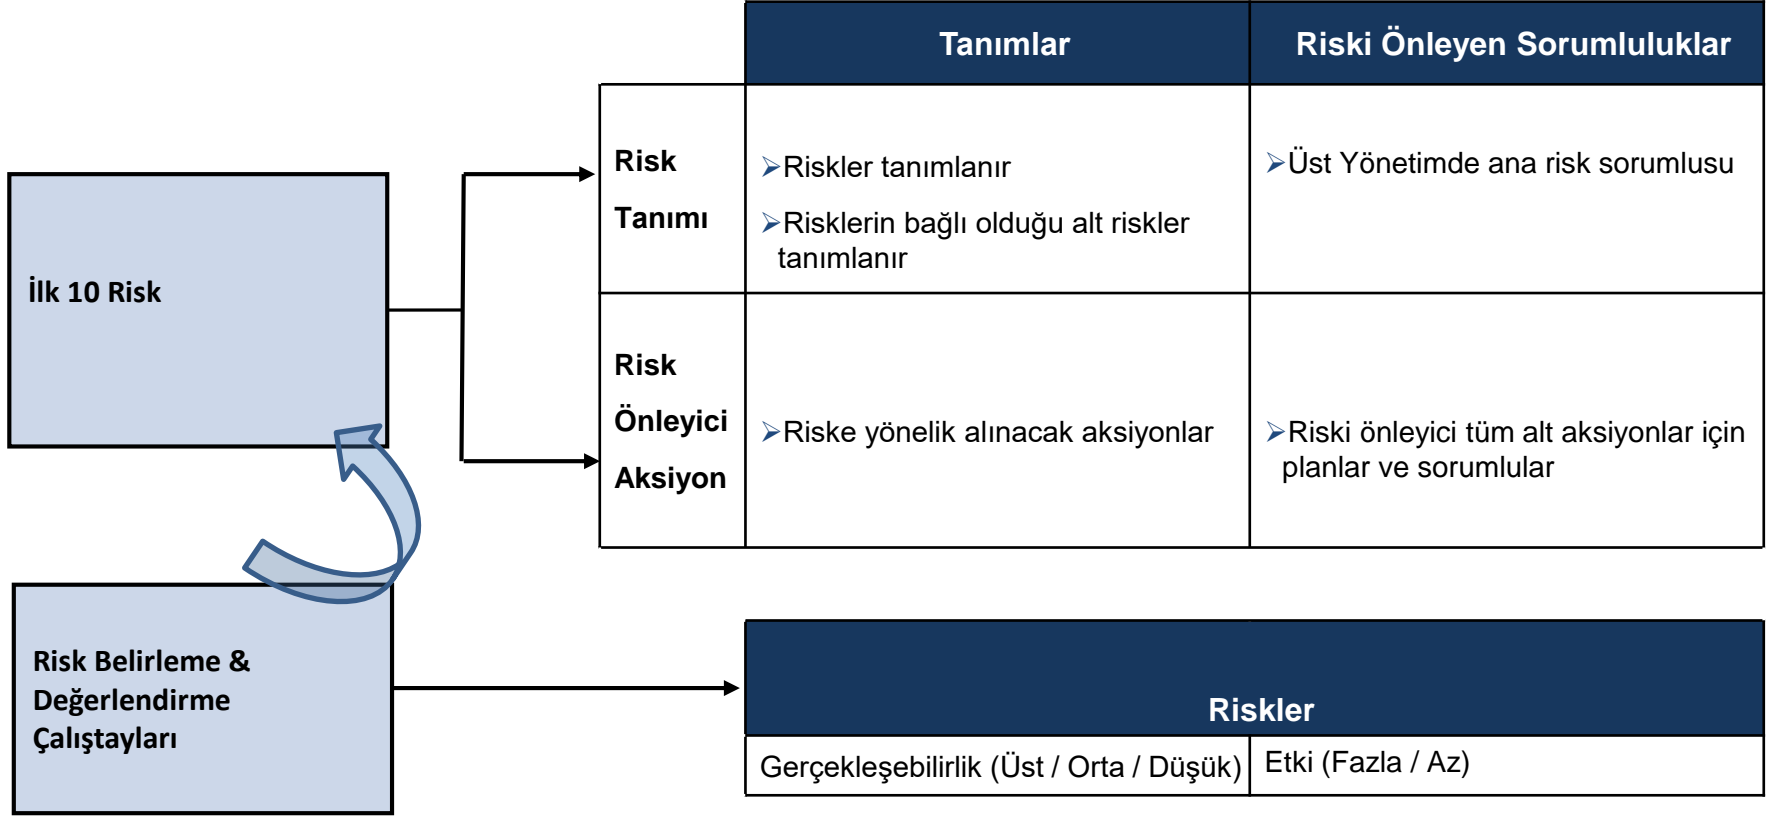 Tanımlar
Riski Önleyen Sorumluluklar
Risk
Tanımı
➢Riskler tanımlanır
➢Risklerin bağlı olduğu alt riskler
tanımlanır
➢Üst Yönetimde ana risk sorumlusu
İlk 10 Risk
Risk
Önleyici
Aksiyon
➢Riske yönelik alınacak aksiyonlar
➢Riski önleyici tüm alt aksiyonlar için
planlar ve sorumlular
Risk Belirleme &
Değerlendirme
Çalıştayları
Riskler
Gerçekleşebilirlik (Üst / Orta / Düşük)
Etki (Fazla / Az)